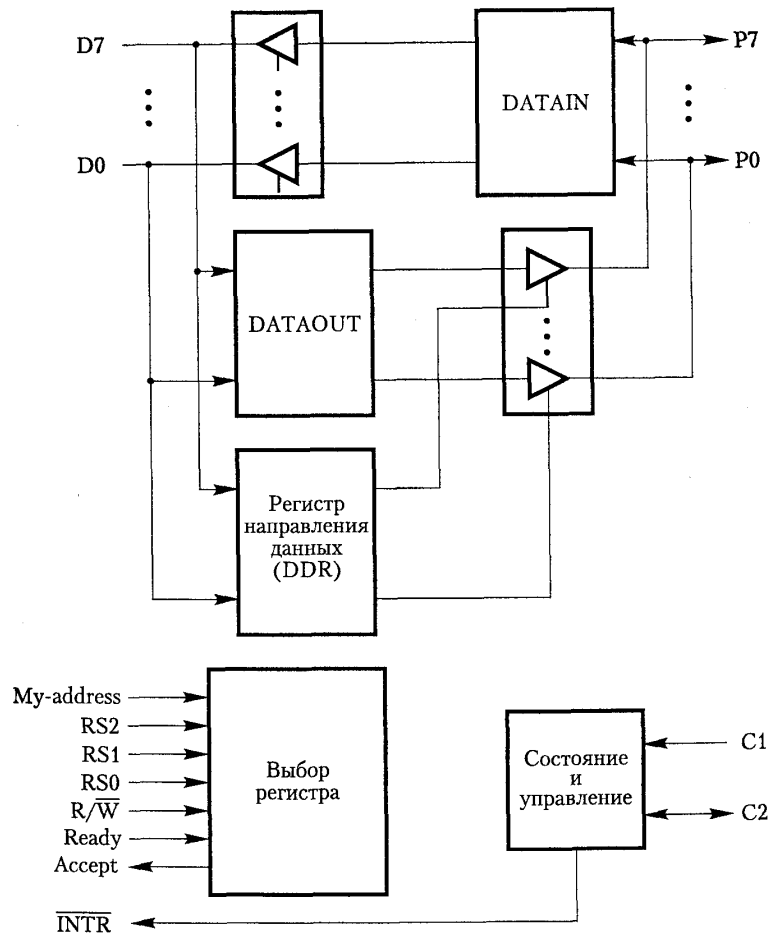 D7
DATAIN
P7
D0
P0
DATAOUT
Регистр
направления
данных
(DDR)
My-address
RS2
RS1
RS0
R/W̅
Ready
Accept
Выбор
регистра
Состояние
и
управление
C1
C2
I̅N̅T̅R̅